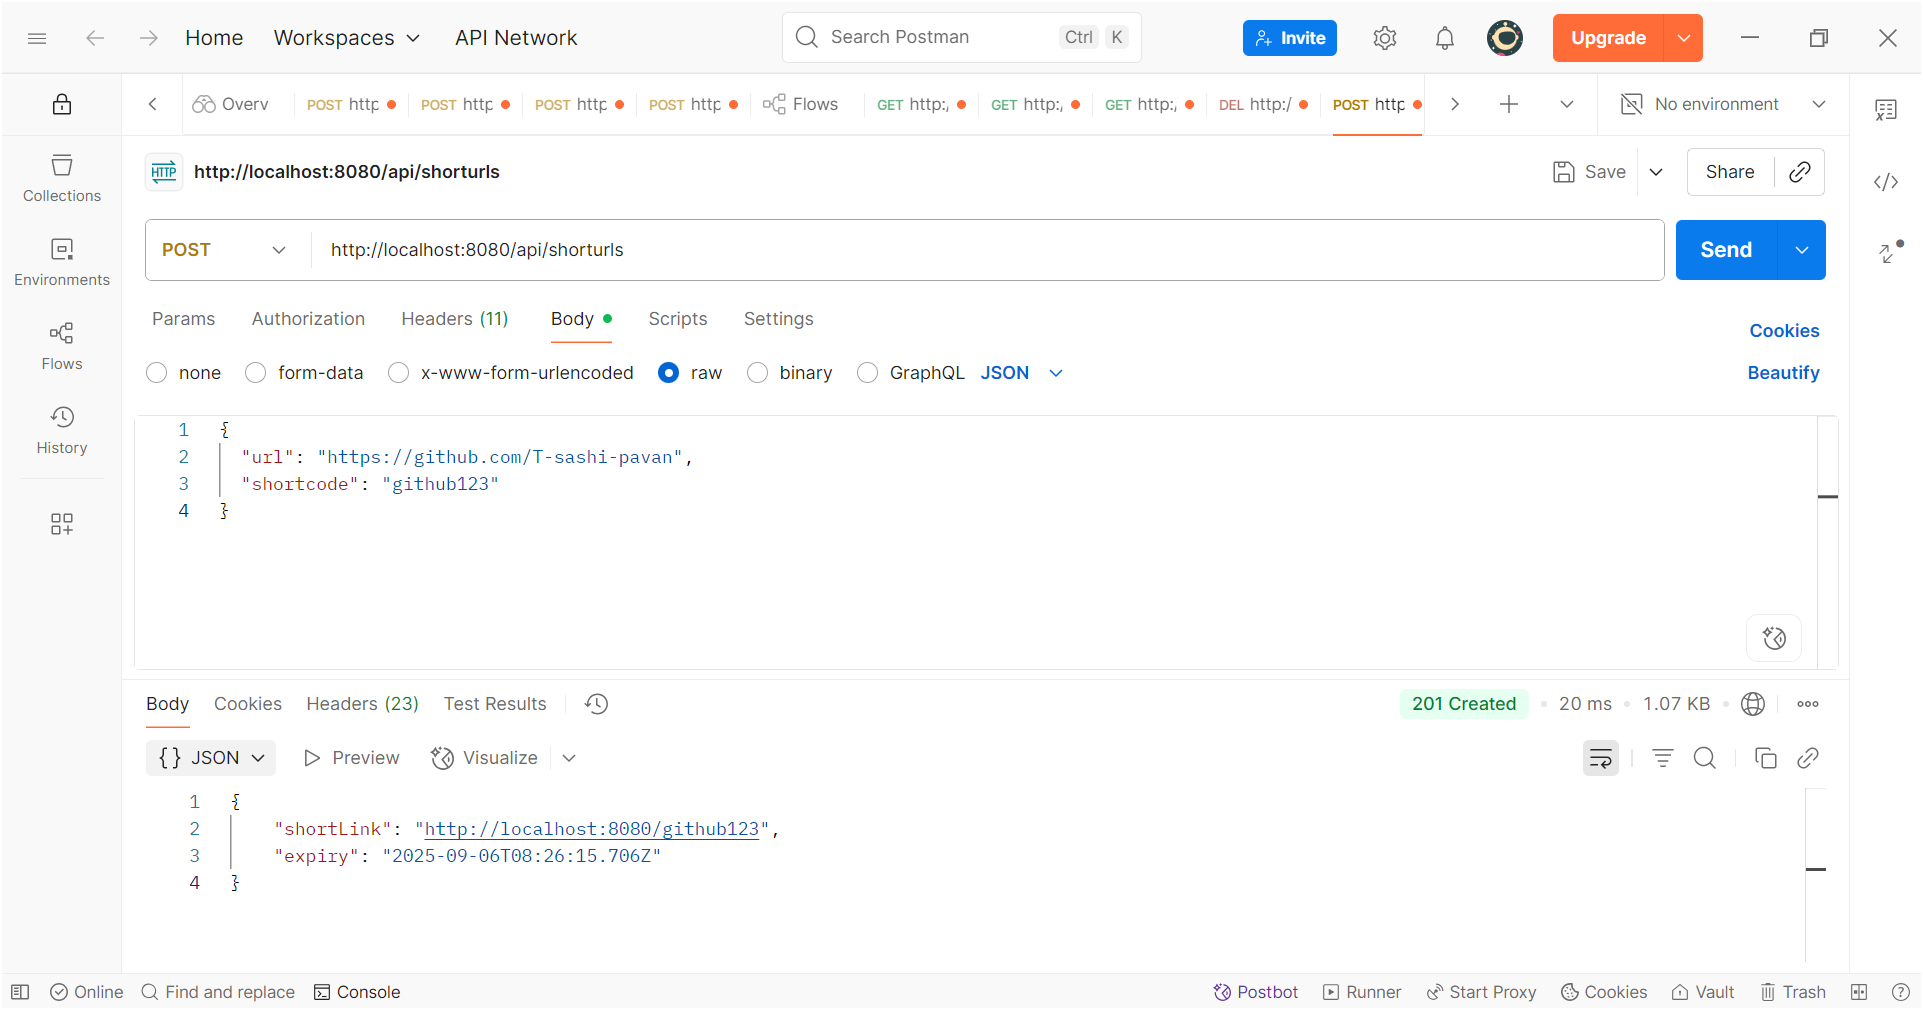 Home Workspaces API Network Search Postman Ctrl K Invite Upgrade
Overv POST http POST http POST http POST http Flows GET http:/ GET http:/ GET http:/ DEL http:/ POST http No environment
HTTP http://localhost:8080/api/shorturls Save Share
Collections
Environments
Flows
History
POST http://localhost:8080/api/shorturls Send
Params Authorization Headers (11) Body Scripts Settings Cookies
none form-data x-www-form-urlencoded raw binary GraphQL JSON Beautify
1 {
2 "url": "https://github.com/T-sashi-pavan",
3 "shortcode": "github123"
4 }
Body Cookies Headers (23) Test Results 201 Created 20 ms 1.07 KB
{} JSON Preview Visualize
1 {
2 "shortLink": "http://localhost:8080/github123",
3 "expiry": "2025-09-06T08:26:15.706Z"
4 }
Online Find and replace Console Postbot Runner Start Proxy Cookies Vault Trash